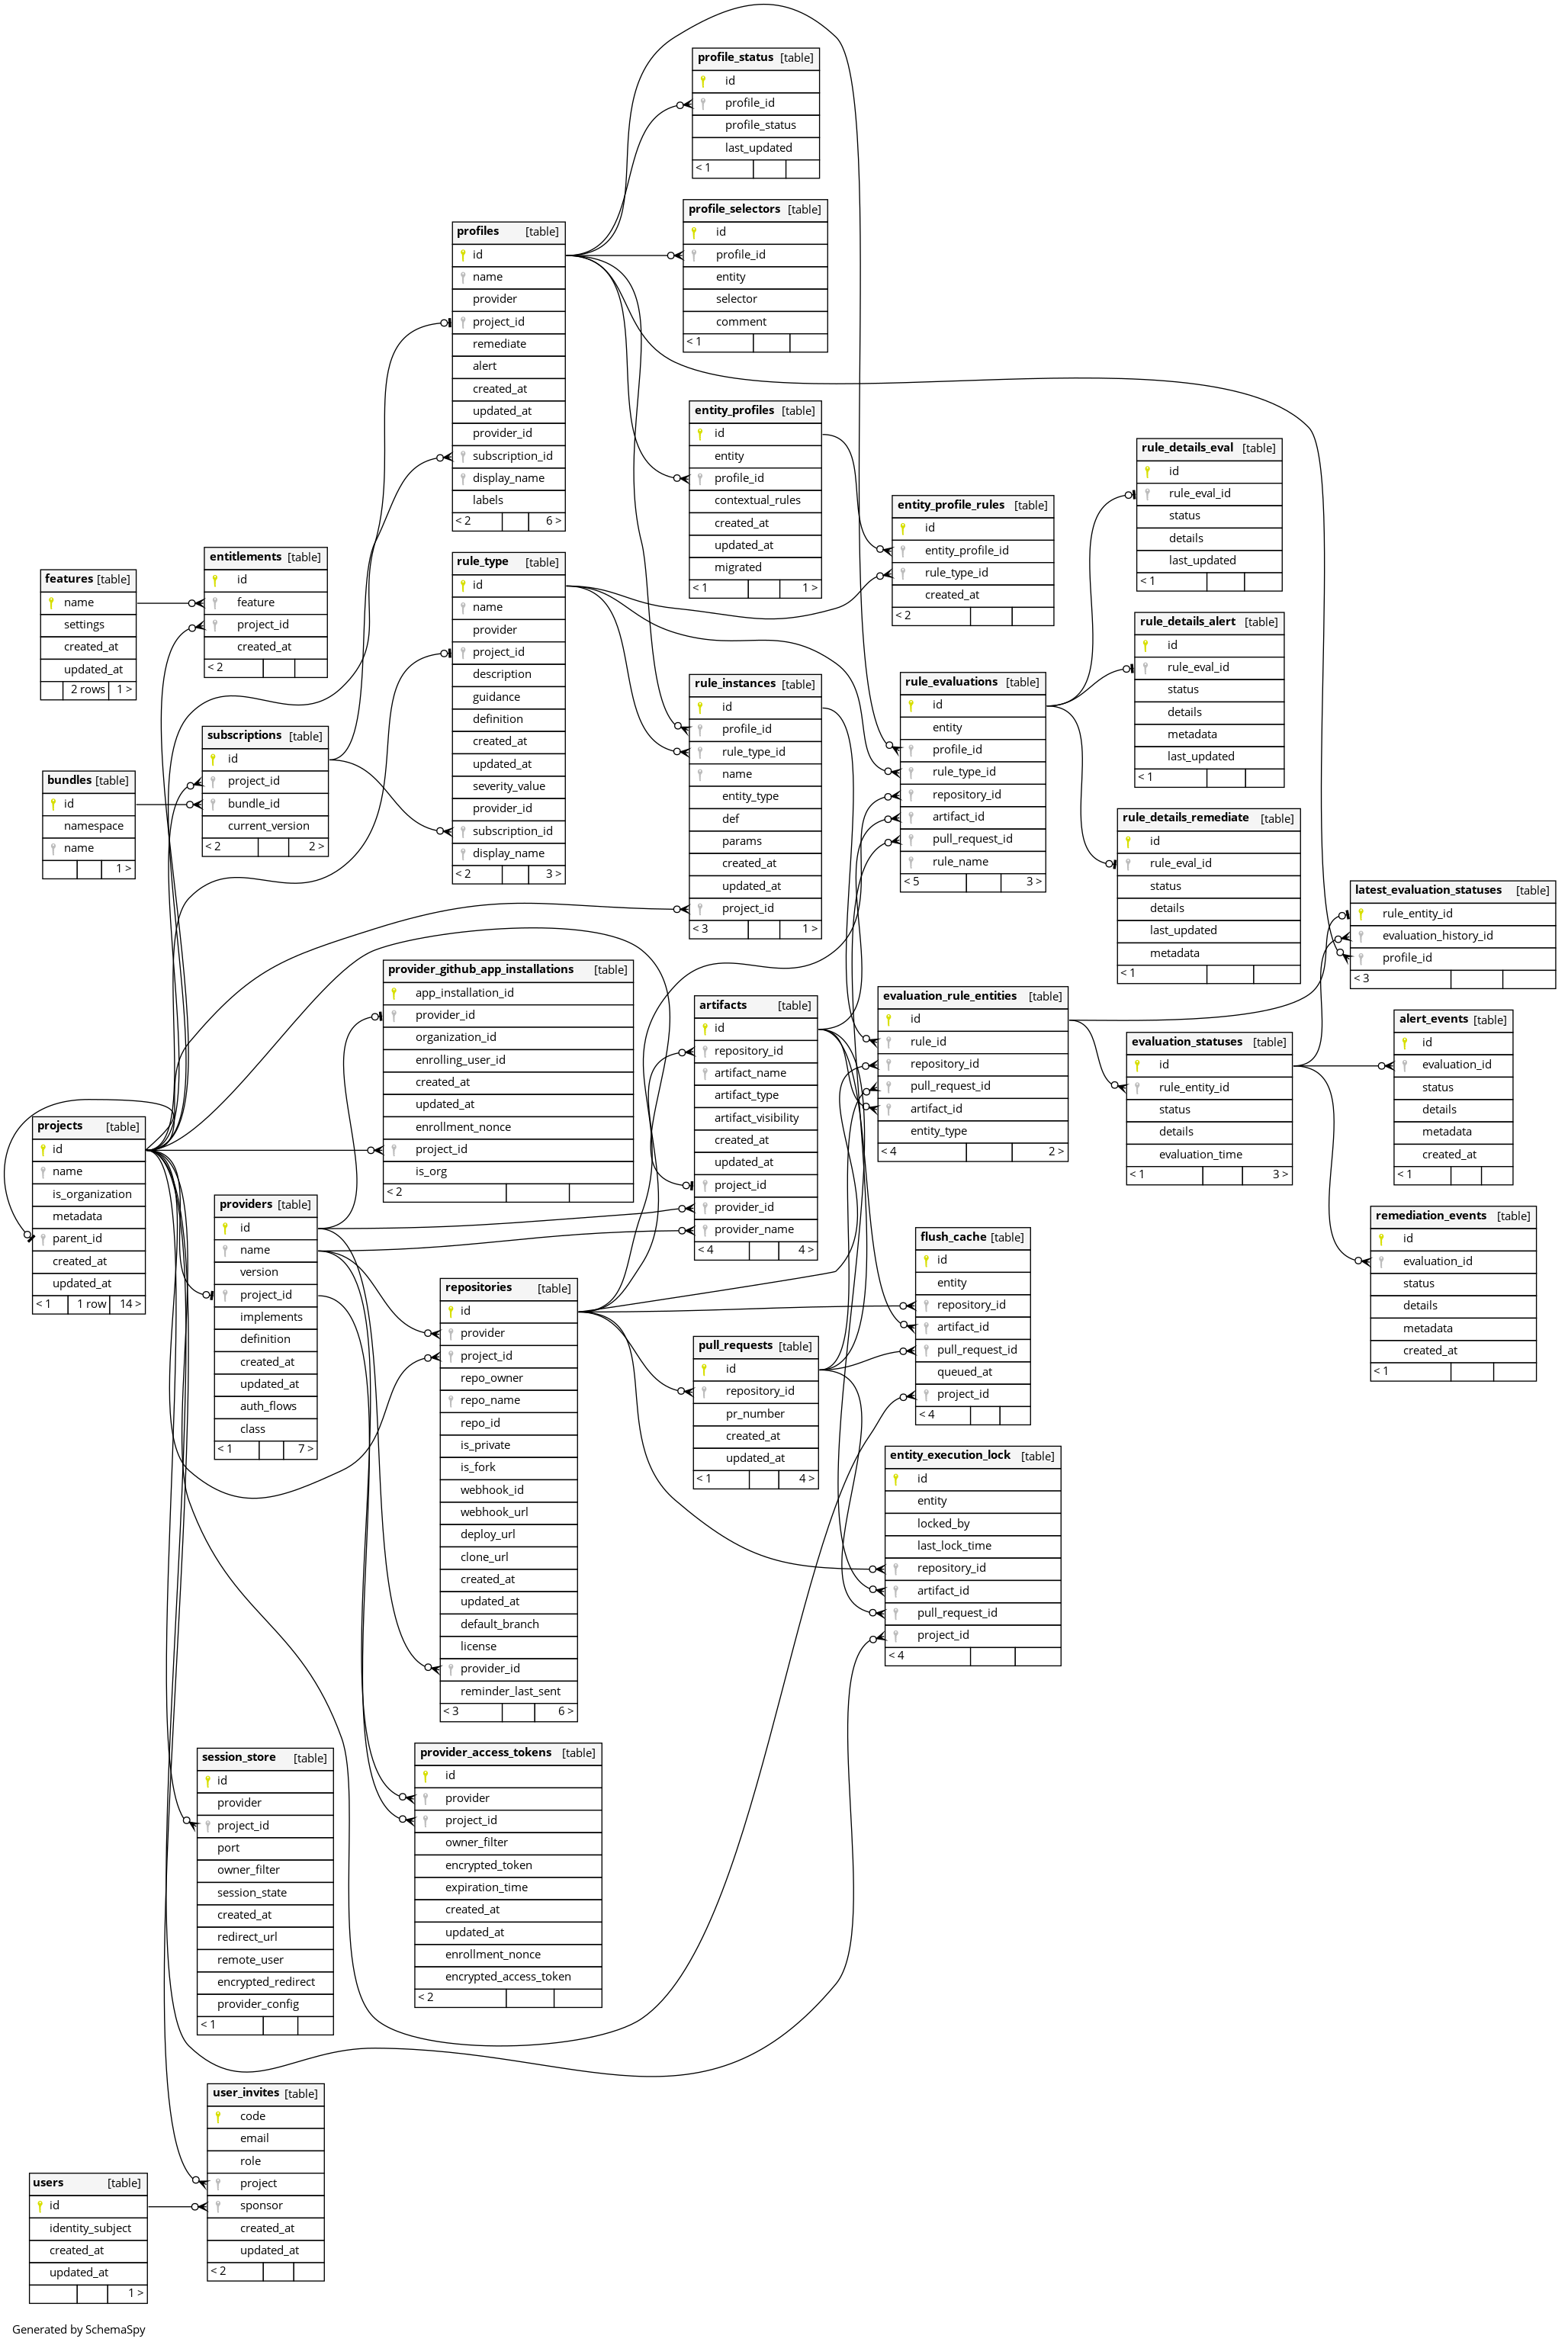 profile_status [table]
id
profile_id
profile_status
last_updated
< 1
profile_selectors [table]
id
profile_id
entity
selector
comment
< 1
profiles [table]
id
name
provider
project_id
remediate
alert
created_at
updated_at
provider_id
subscription_id
display_name
labels
< 2 6 >
entity_profiles [table]
id
entity
profile_id
contextual_rules
created_at
updated_at
migrated
< 1 1 >
entity_profile_rules [table]
id
entity_profile_id
rule_type_id
created_at
< 2
rule_details_eval [table]
id
rule_eval_id
status
details
last_updated
< 1
features [table]
name
settings
created_at
updated_at
2 rows 1 >
entitlements [table]
id
feature
project_id
created_at
< 2
rule_type [table]
id
name
provider
project_id
description
guidance
definition
created_at
updated_at
severity_value
provider_id
subscription_id
display_name
< 2 3 >
rule_details_alert [table]
id
rule_eval_id
status
details
metadata
last_updated
< 1
rule_instances [table]
id
profile_id
rule_type_id
name
entity_type
def
params
created_at
updated_at
project_id
< 3 1 >
rule_evaluations [table]
id
entity
profile_id
rule_type_id
repository_id
artifact_id
pull_request_id
rule_name
< 5 3 >
subscriptions [table]
id
project_id
bundle_id
current_version
< 2 2 >
bundles [table]
id
namespace
name
1 >
rule_details_remediate [table]
id
rule_eval_id
status
details
last_updated
metadata
< 1
latest_evaluation_statuses [table]
rule_entity_id
evaluation_history_id
profile_id
< 3
provider_github_app_installations [table]
app_installation_id
provider_id
organization_id
enrolling_user_id
created_at
updated_at
enrollment_nonce
project_id
is_org
< 2
artifacts [table]
id
repository_id
artifact_name
artifact_type
artifact_visibility
created_at
updated_at
project_id
provider_id
provider_name
< 4 4 >
evaluation_rule_entities [table]
id
rule_id
repository_id
pull_request_id
artifact_id
entity_type
< 4 2 >
evaluation_statuses [table]
id
rule_entity_id
status
details
evaluation_time
< 1 3 >
alert_events [table]
id
evaluation_id
status
details
metadata
created_at
< 1
projects [table]
id
name
is_organization
metadata
parent_id
created_at
updated_at
< 1 1 row 14 >
providers [table]
id
name
version
project_id
implements
definition
created_at
updated_at
auth_flows
class
< 1 7 >
remediation_events [table]
id
evaluation_id
status
details
metadata
created_at
< 1
flush_cache [table]
id
entity
repository_id
artifact_id
pull_request_id
queued_at
project_id
< 4
repositories [table]
id
provider
project_id
repo_owner
repo_name
repo_id
is_private
is_fork
webhook_id
webhook_url
deploy_url
clone_url
created_at
updated_at
default_branch
license
provider_id
reminder_last_sent
< 3 6 >
pull_requests [table]
id
repository_id
pr_number
created_at
updated_at
< 1 4 >
entity_execution_lock [table]
id
entity
locked_by
last_lock_time
repository_id
artifact_id
pull_request_id
project_id
< 4
session_store [table]
id
provider
project_id
port
owner_filter
session_state
created_at
redirect_url
remote_user
encrypted_redirect
provider_config
< 1
provider_access_tokens [table]
id
provider
project_id
owner_filter
encrypted_token
expiration_time
created_at
updated_at
enrollment_nonce
encrypted_access_token
< 2
user_invites [table]
code
email
role
project
sponsor
created_at
updated_at
< 2
users [table]
id
identity_subject
created_at
updated_at
1 >
Generated by SchemaSpy